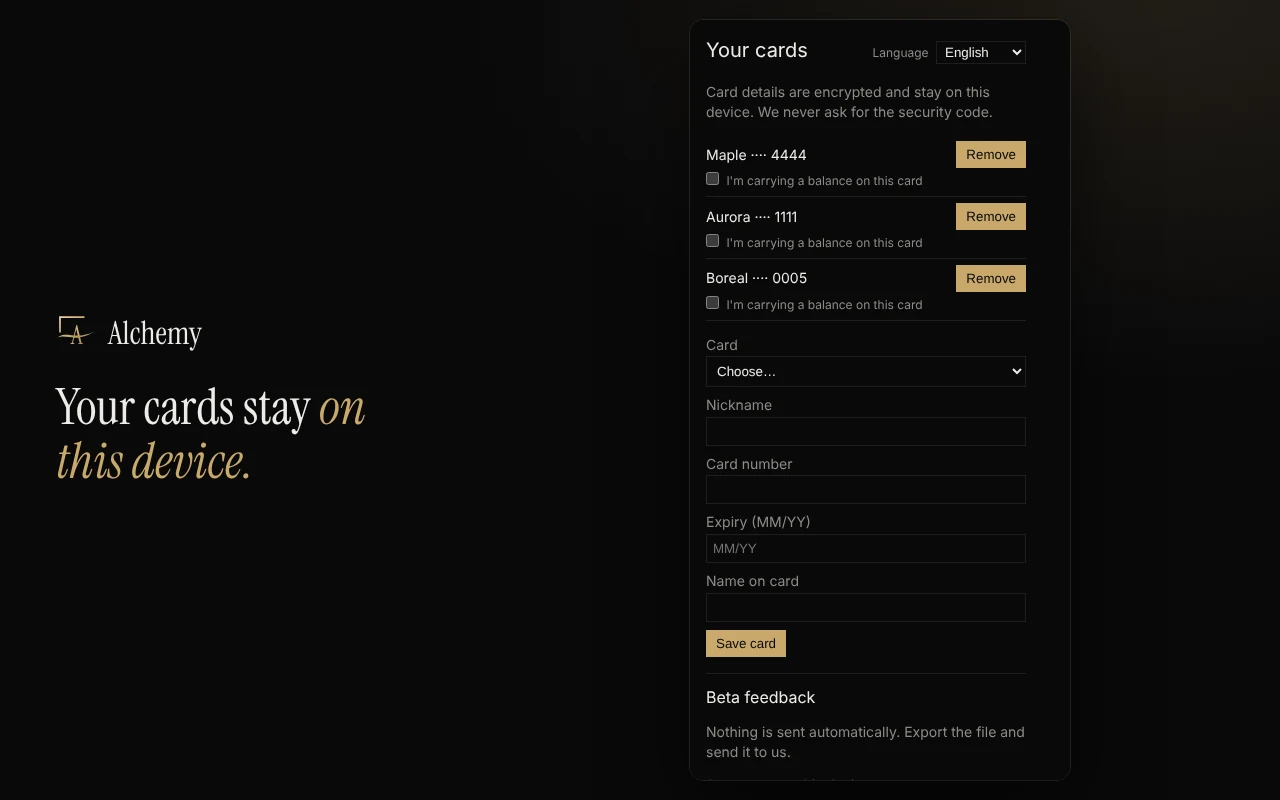 Alchemy
Your cards stay on
this device.
Your cards
Language English
Card details are encrypted and stay on this
device. We never ask for the security code.
Maple ···· 4444 Remove
I'm carrying a balance on this card
Aurora ···· 1111 Remove
I'm carrying a balance on this card
Boreal ···· 0005 Remove
I'm carrying a balance on this card
Card
Choose…
Nickname
Card number
Expiry (MM/YY)
MM/YY
Name on card
Save card
Beta feedback
Nothing is sent automatically. Export the file and
send it to us.